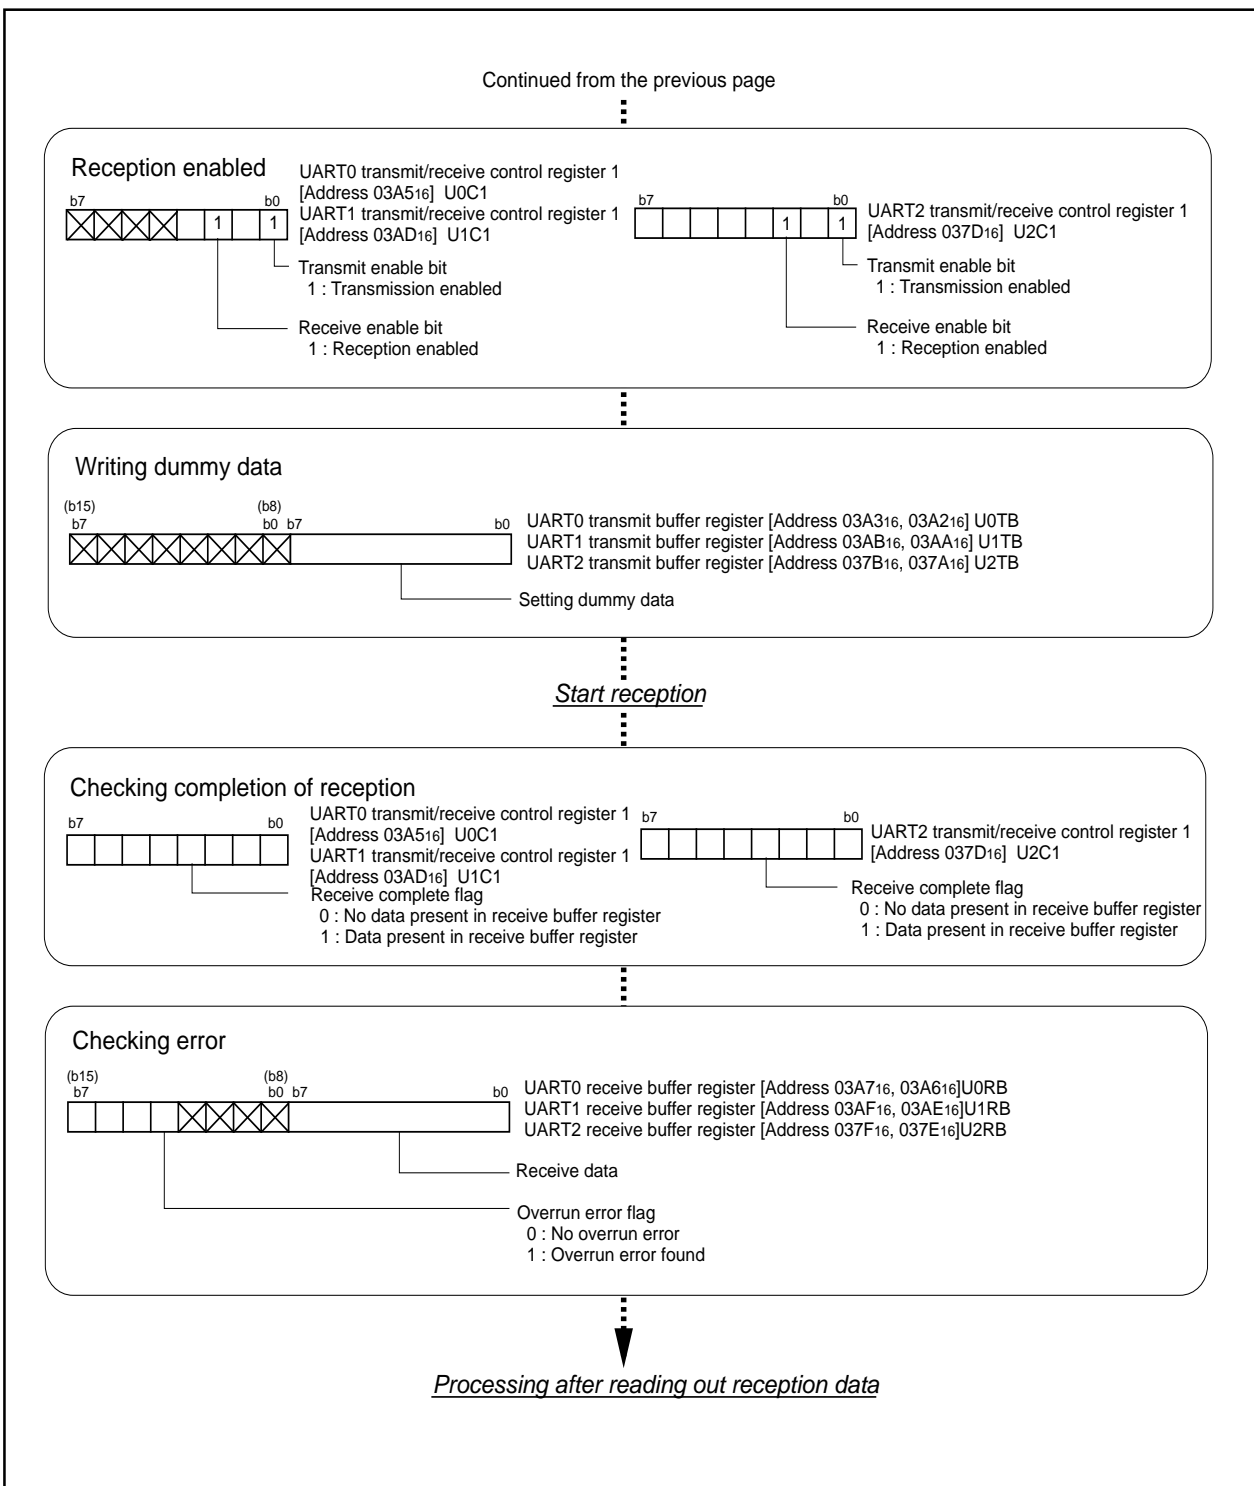 Continued from the previous page
Reception enabled
b7 b0
1 1
UART0 transmit/receive control register 1
[Address 03A516] U0C1
UART1 transmit/receive control register 1
[Address 03AD16] U1C1
Transmit enable bit
1 : Transmission enabled
Receive enable bit
1 : Reception enabled
b7 b0
1 1
UART2 transmit/receive control register 1
[Address 037D16] U2C1
Transmit enable bit
1 : Transmission enabled
Receive enable bit
1 : Reception enabled
Writing dummy data
(b15) (b8)
b7 b0 b7 b0
UART0 transmit buffer register [Address 03A316, 03A216] U0TB
UART1 transmit buffer register [Address 03AB16, 03AA16] U1TB
UART2 transmit buffer register [Address 037B16, 037A16] U2TB
Setting dummy data
Start reception
Checking completion of reception
b7 b0
UART0 transmit/receive control register 1
[Address 03A516] U0C1
UART1 transmit/receive control register 1
[Address 03AD16] U1C1
Receive complete flag
0 : No data present in receive buffer register
1 : Data present in receive buffer register
b7 b0
UART2 transmit/receive control register 1
[Address 037D16] U2C1
Receive complete flag
0 : No data present in receive buffer register
1 : Data present in receive buffer register
Checking error
(b15) (b8)
b7 b0 b7 b0
UART0 receive buffer register [Address 03A716, 03A616]U0RB
UART1 receive buffer register [Address 03AF16, 03AE16]U1RB
UART2 receive buffer register [Address 037F16, 037E16]U2RB
Receive data
Overrun error flag
0 : No overrun error
1 : Overrun error found
Processing after reading out reception data